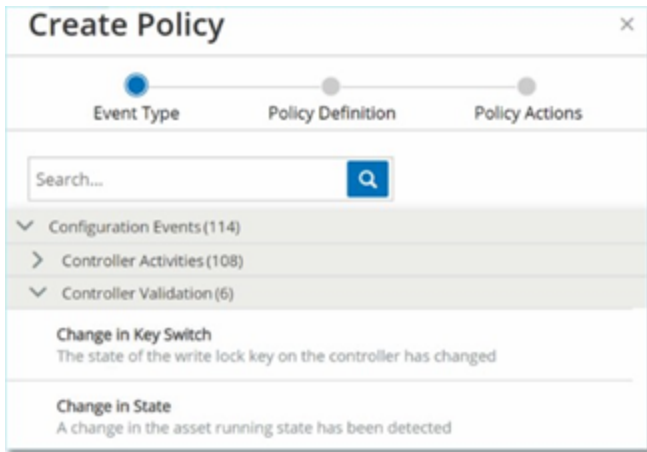 Create Policy
Event Type Policy Definition Policy Actions
Search...
Configuration Events (114)
Controller Activities (108)
Controller Validation (6)
Change in Key Switch
The state of the write lock key on the controller has changed
Change in State
A change in the asset running state has been detected